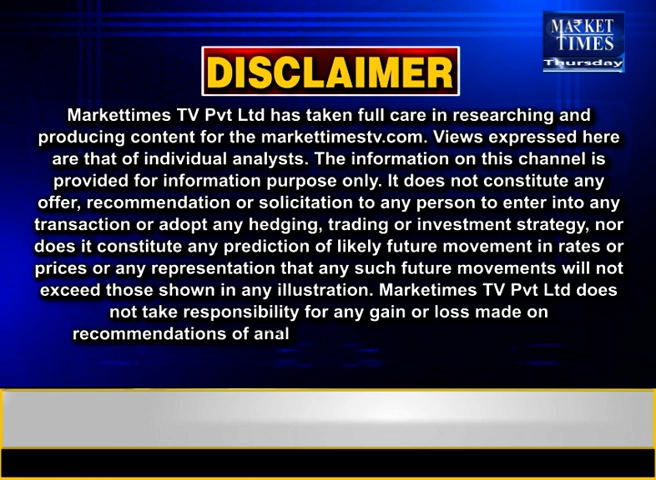 MARKET
TIMES
Thursday
DISCLAIMER
Markettimes TV Pvt Ltd has taken full care in researching and
producing content for the markettimestv.com. Views expressed here
are that of individual analysts. The information on this channel is
provided for information purpose only. It does not constitute any
offer, recommendation or solicitation to any person to enter into any
transaction or adopt any hedging, trading or investment strategy, nor
does it constitute any prediction of likely future movement in rates or
prices or any representation that any such future movements will not
exceed those shown in any illustration. Marketimes TV Pvt Ltd does
not take responsibility for any gain or loss made on
recommendations of anal